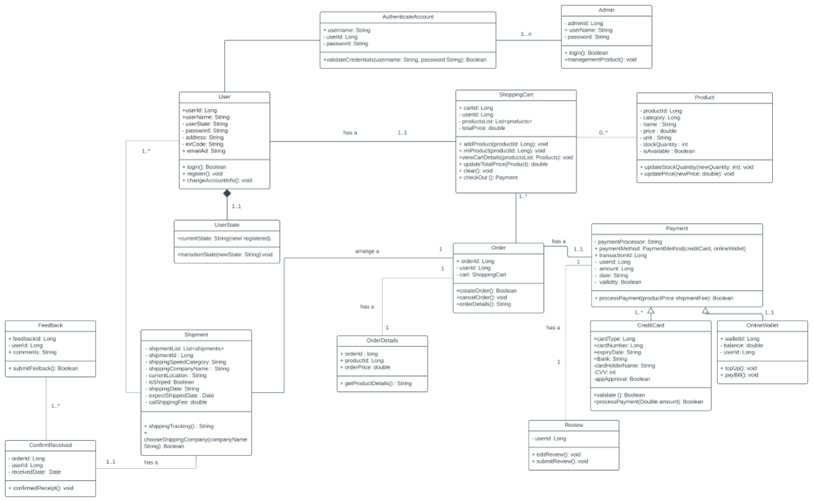 AuthenticateAccount
+ username: String
- userId: Long
- password: String
+validateCredentials(username: String, password:String): Boolean
Admin
- adminid: Long
+ userName: String
- password: String
+ login(): Boolean
+managementProduct(): void
1..n
User
+userId: Long
+userName: String
- userState: String
- password: String
- address: String
- eirCode: String
+ emailAd: String
+ login(): Boolean
+ register(): void
+ changeAccountInfo(): void
has a
1..1
ShoppingCart
+ cartId: Long
- userId: Long
- productsList: List<products>
- totalPrice: double
+ addProduct(productId: Long): void
+ rmProduct(productId: Long): void
+viewCartDetails(productsList: Products): void
+ updateTotalPrice(Product): double
+ clear(): void
+ checkOut (): Payment
0..*
Product
- productId: Long
- category: Long
- name : String
- price : double
- unit : String
- stockQuantity : int
- isAvailable : Boolean
+ updateStockQuantity(newQuantity: int): void
+ updatePrice(newPrice: double): void
1..*
1..1
1..*
UserState
+currentState: String(new/ registered)
+transitionState(newState: String):void
arrange a
1
Order
+ orderId: Long
- userId: Long
- cart: ShoppingCart
+createOrder(): Boolean
+cancelOrder(): void
+orderDetails(): String
has a
1..1
1
1
Payment
- paymentProcessor: String
+ paymentMethod: PaymentMethod(creditCard, onlineWallet)
+ transactionId: Long
- userId: Long
- amount: Long
- date: String
- validity: Boolean
+ processPayment(productPrice shipmentFee): Boolean
has a
1
has a
1
1..*
1..1
Feedback
+ feedbackId: Long
- userId: Long
+ comments: String
+ submitFeeback(): Boolean
Shipment
- shipmentList: List<shipments>
- shipmentId : Long
- shippingSpeedCategory: String
- shippingCompanyName : String
- currentLocation : String
- isShiped: Boolean
- shippingDate: String
- expectShippedDate : Date
- calShippingFee: double
+ shippingTracking() : String
+
chooseShippingCompany(companyName:
String): Boolean
OrderDetails
+ orderId : long
+ productId: Long
- orderPrice: double
+ getProductDetails() : String
CreditCard
+cardType: Long
+cardNumber: Long
+expiryDate: String
+Bank: String
-cardHolderName: String
-CVV: int
-appApproval: Boolean
+validate (): Boolean
+processPayment(Double amount): Boolean
OnlineWallet
+ walletId: Long
- balance: double
- userId: Long
+ topUp(): void
+ payBill(): void
1..*
ConfirmReceived
- orderId: Long
- userId: Long
- receivedDate: Date
+ confirmedReceipt(): void
1..1
has a
Review
- userId: Long
+ editReview(): void
+ submitReview(): void